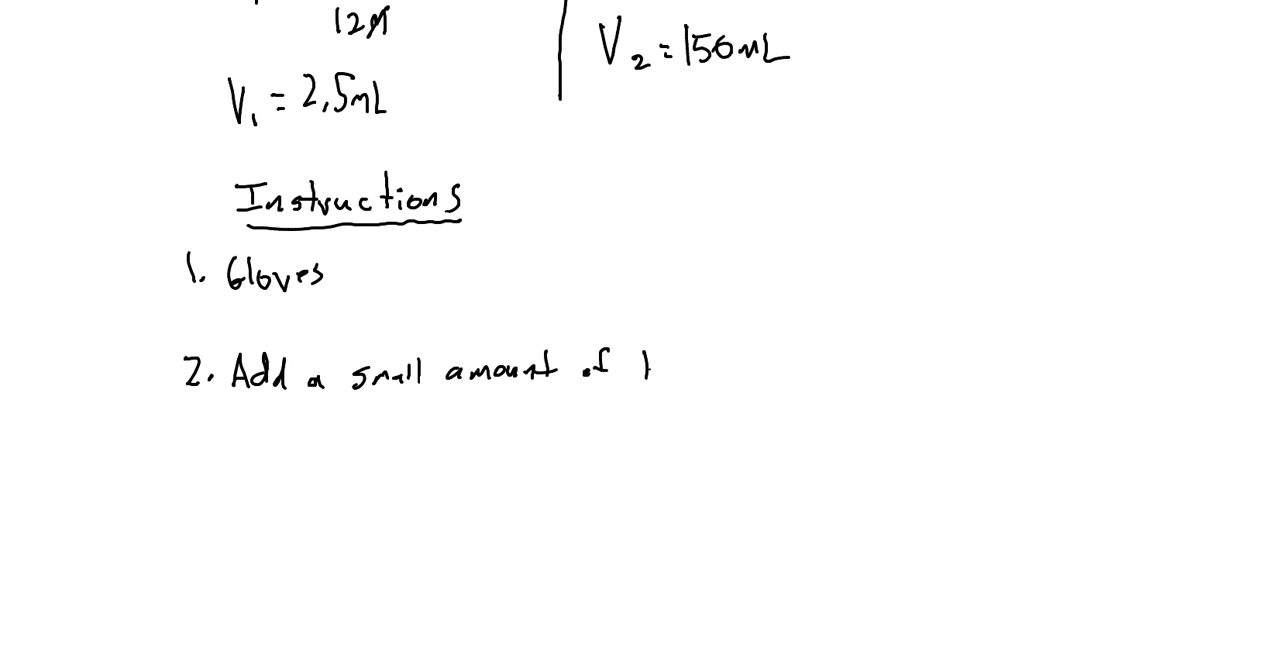 12M
V₂ = 150mL
V₁ = 2,5mL
Instructions
1. Gloves
2. Add a small amount of